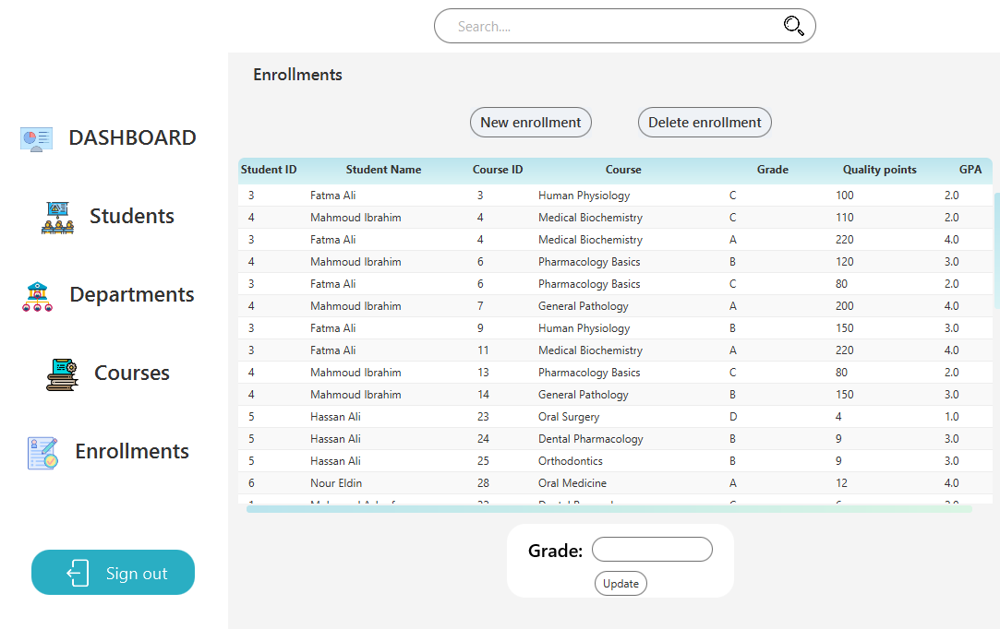 Search....
Enrollments
New enrollment Delete enrollment
DASHBOARD
Students
Departments
Courses
Enrollments
Sign out
Student ID Student Name Course ID Course Grade Quality points GPA
3 Fatma Ali 3 Human Physiology C 100 2.0
4 Mahmoud Ibrahim 4 Medical Biochemistry C 110 2.0
3 Fatma Ali 4 Medical Biochemistry A 220 4.0
4 Mahmoud Ibrahim 6 Pharmacology Basics B 120 3.0
3 Fatma Ali 6 Pharmacology Basics C 80 2.0
4 Mahmoud Ibrahim 7 General Pathology A 200 4.0
3 Fatma Ali 9 Human Physiology B 150 3.0
3 Fatma Ali 11 Medical Biochemistry A 220 4.0
4 Mahmoud Ibrahim 13 Pharmacology Basics C 80 2.0
4 Mahmoud Ibrahim 14 General Pathology B 150 3.0
5 Hassan Ali 23 Oral Surgery D 4 1.0
5 Hassan Ali 24 Dental Pharmacology B 9 3.0
5 Hassan Ali 25 Orthodontics B 9 3.0
6 Nour Eldin 28 Oral Medicine A 12 4.0
Grade:
Update